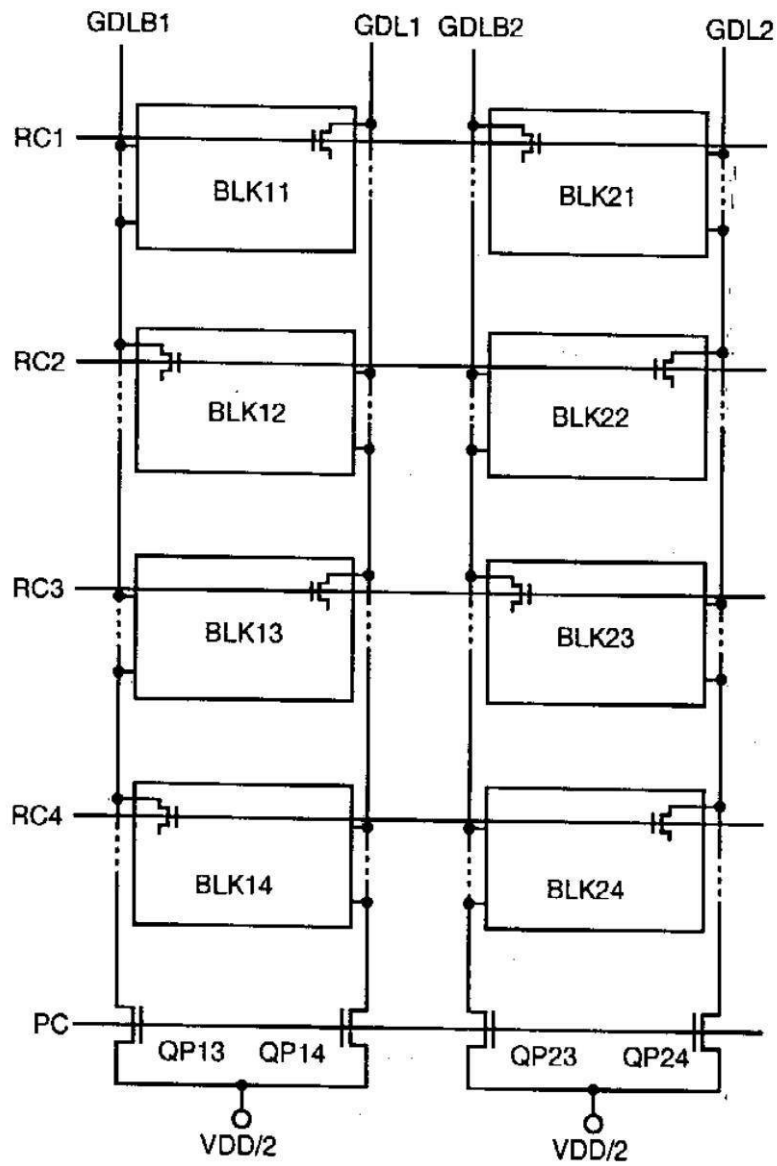 GDLB1 GDL1 GDLB2 GDL2
RC1
BLK11 BLK21
RC2
BLK12 BLK22
RC3
BLK13 BLK23
RC4
BLK14 BLK24
PC
QP13 QP14 QP23 QP24
VDD/2 VDD/2